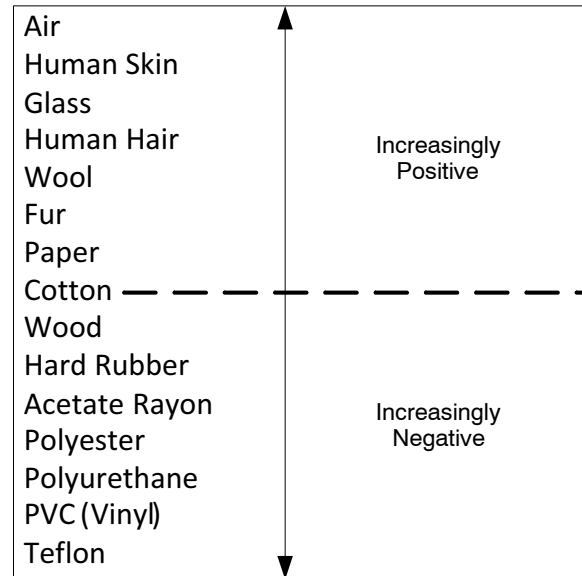 Air
Human Skin
Glass
Human Hair
Wool
Fur
Paper
Cotton
Wood
Hard Rubber
Acetate Rayon
Polyester
Polyurethane
PVC (Vinyl)
Teflon
Increasingly
Positive
Increasingly
Negative